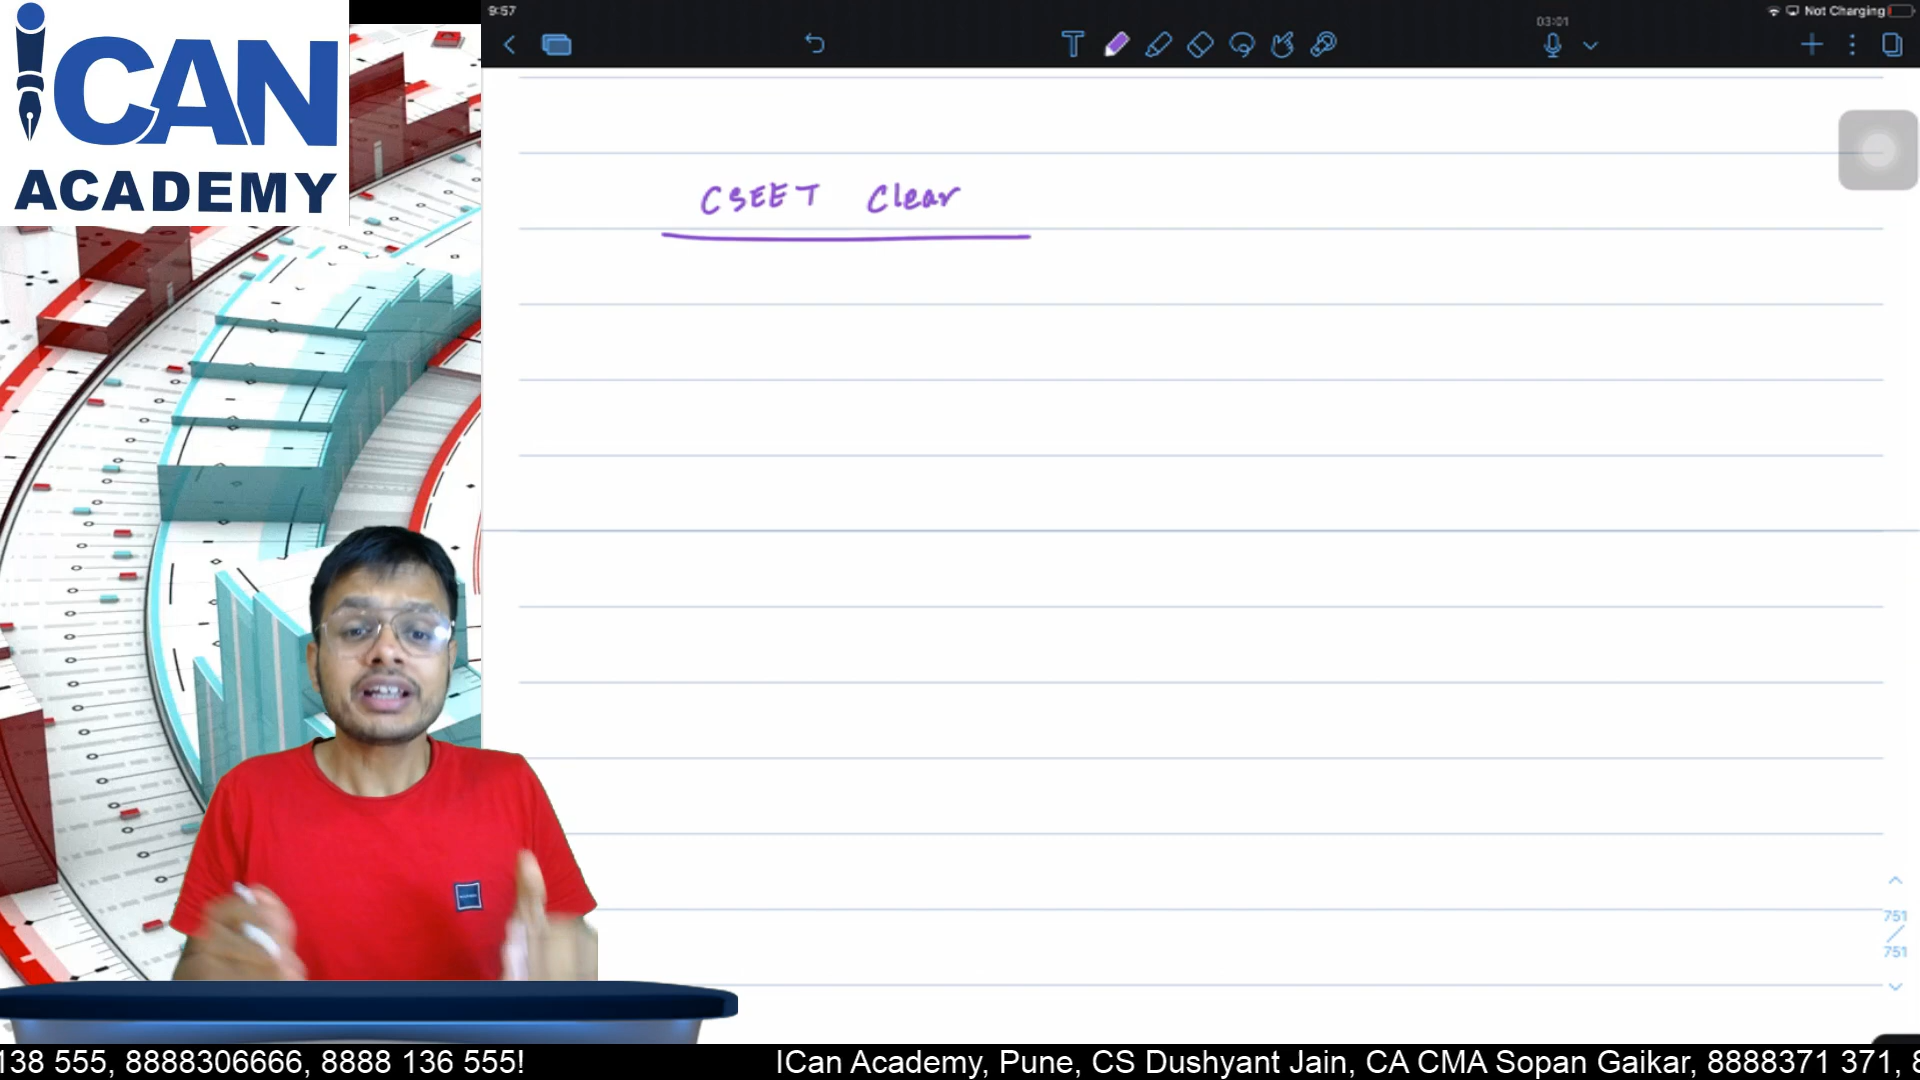 9:57
Not Charging
03:01
iCAN
ACADEMY
T
CSEET Clear
751
751
138 555, 8888306666, 8888 136 555! ICan Academy, Pune, CS Dushyant Jain, CA CMA Sopan Gaikar, 8888371 371,